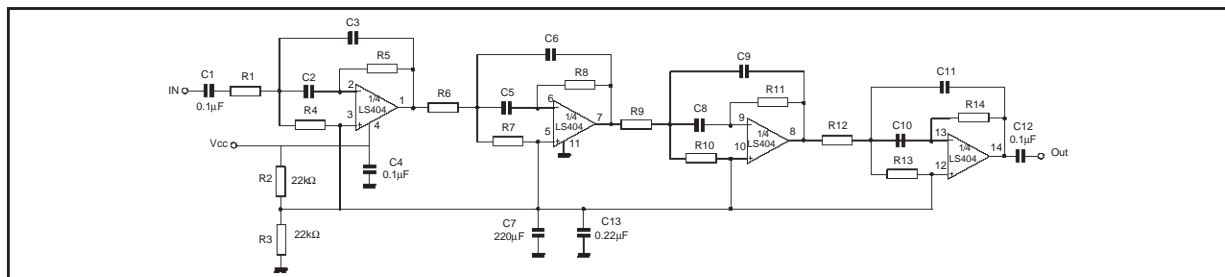 C3
C6
C9
C11
R5
R8
R11
R14
C1
R1
C2
C5
C8
C10
C12
IN
0.1µF
R4
2
3
4
1
1/4
LS404
R6
R7
6
5
7
11
1/4
LS404
R9
R10
9
10
8
1/4
LS404
R12
R13
13
12
14
1/4
LS404
0.1µF
Out
Vcc
C4
0.1µF
R2
22kΩ
R3
22kΩ
C7
220µF
C13
0.22µF